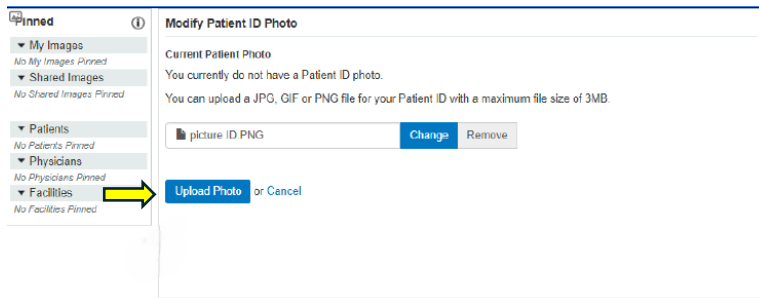 Pinned
My Images
No My Images Pinned
Shared Images
No Shared Images Pinned
Patients
No Patients Pinned
Physicians
No Physicians Pinned
Facilities
No Facilities Pinned
Modify Patient ID Photo
Current Patient Photo
You currently do not have a Patient ID photo.
You can upload a JPG, GIF or PNG file for your Patient ID with a maximum file size of 3MB.
picture ID.PNG Change Remove
Upload Photo or Cancel